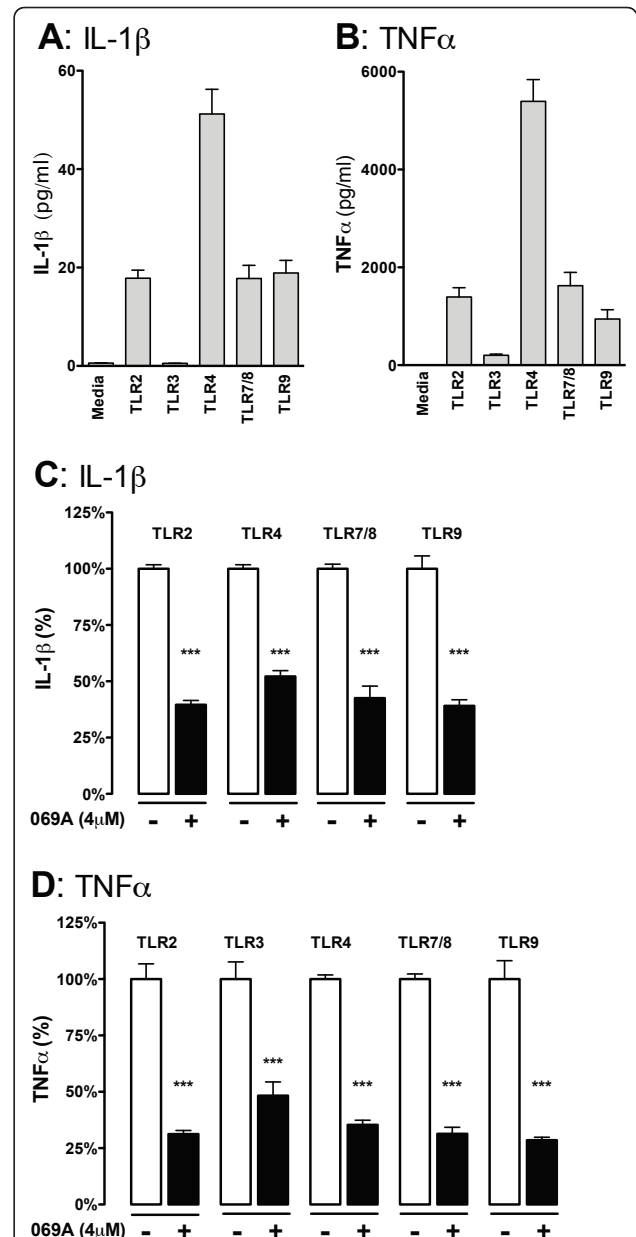 A: IL-1β
60
40
20
0
IL-1β (pg/ml)
Media
TLR2
TLR3
TLR4
TLR7/8
TLR9
B: TNFα
6000
4000
2000
0
TNFα (pg/ml)
Media
TLR2
TLR3
TLR4
TLR7/8
TLR9
C: IL-1β
125%
100%
75%
50%
25%
0%
IL-1β (%)
TLR2 TLR4 TLR7/8 TLR9
*** *** *** ***
069A (4μM) - + - + - + - +
D: TNFα
125%
100%
75%
50%
25%
0%
TNFα (%)
TLR2 TLR3 TLR4 TLR7/8 TLR9
*** *** *** *** ***
069A (4μM) - + - + - + - + - +